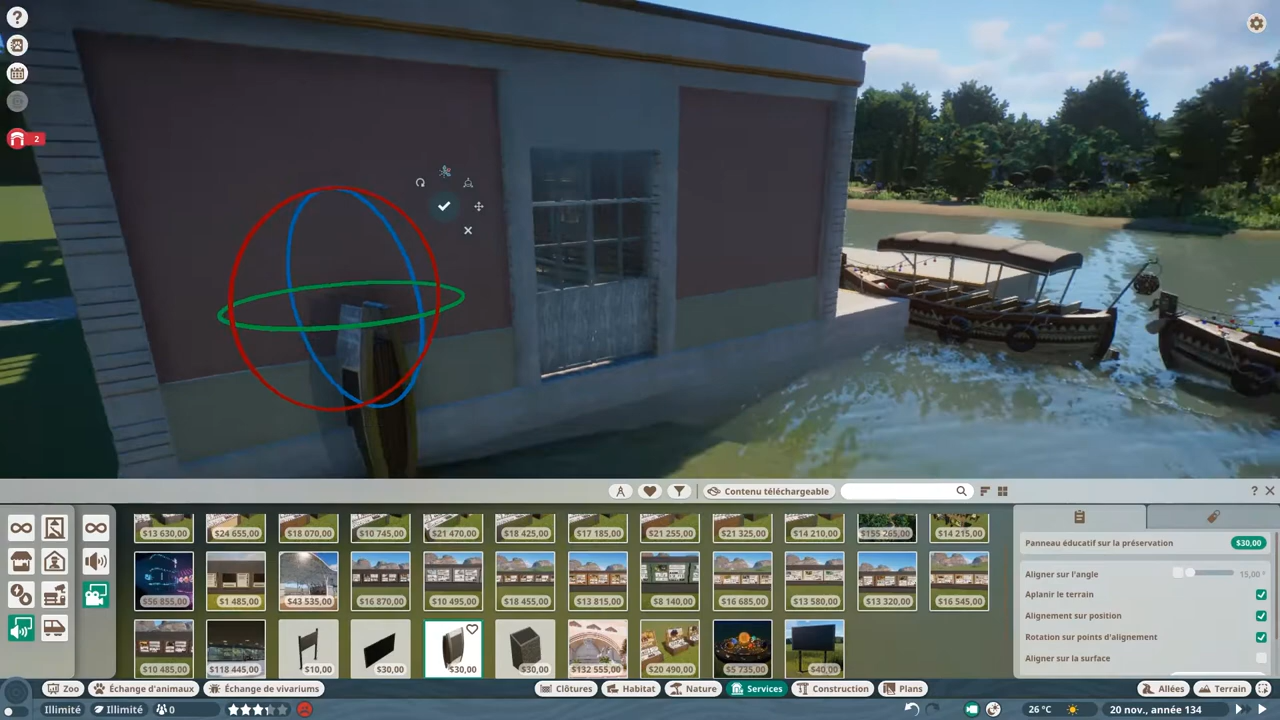 ?
2
Contenu téléchargeable
? ×
$13 630,00 $24 655,00 $18 070,00 $10 745,00 $21 470,00 $18 425,00 $17 185,00 $21 255,00 $21 325,00 $14 210,00 $155 265,00 $14 215,00
$56 855,00 $1 485,00 $43 535,00 $16 870,00 $10 495,00 $18 455,00 $13 815,00 $8 140,00 $16 685,00 $13 580,00 $13 320,00 $16 545,00
$10 485,00 $118 445,00 $10,00 $30,00 $30,00 $30,00 $132 555,00 $20 490,00 $5 735,00 $40,00
Panneau éducatif sur la préservation $30,00
Aligner sur l'angle 15,00°
Aplanir le terrain
Alignement sur position
Rotation sur points d'alignement
Aligner sur la surface
Zoo Échange d'animaux Échange de vivariums Clôtures Habitat Nature Services Construction Plans Allées Terrain
Illimité Illimité 0 26 °C 20 nov., année 134